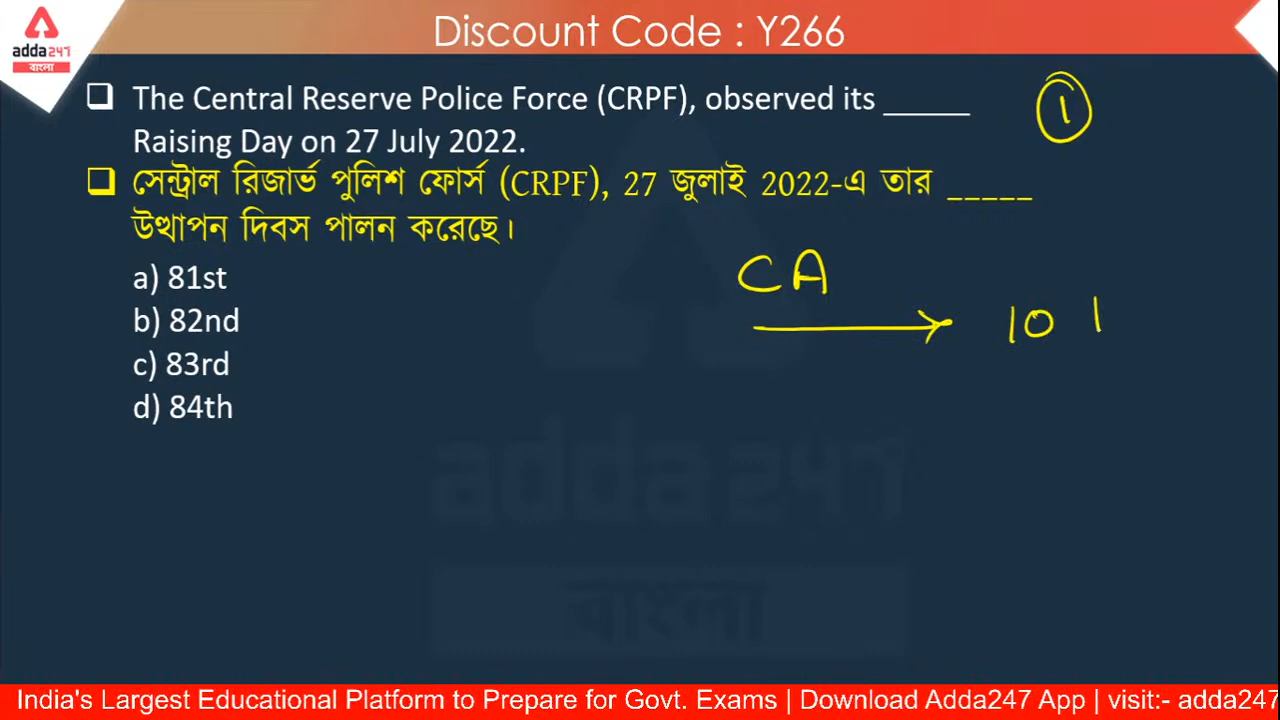 Discount Code : Y266
adda247
বাংলা
The Central Reserve Police Force (CRPF), observed its _____
Raising Day on 27 July 2022.
সেন্ট্রাল রিজার্ভ পুলিশ ফোর্স (CRPF), 27 জুলাই 2022-এ তার _____
উত্থাপন দিবস পালন করেছে।
a) 81st
b) 82nd
c) 83rd
d) 84th
1
CA
10 1
adda247
বাংলা
India's Largest Educational Platform to Prepare for Govt. Exams | Download Adda247 App | visit:- adda247